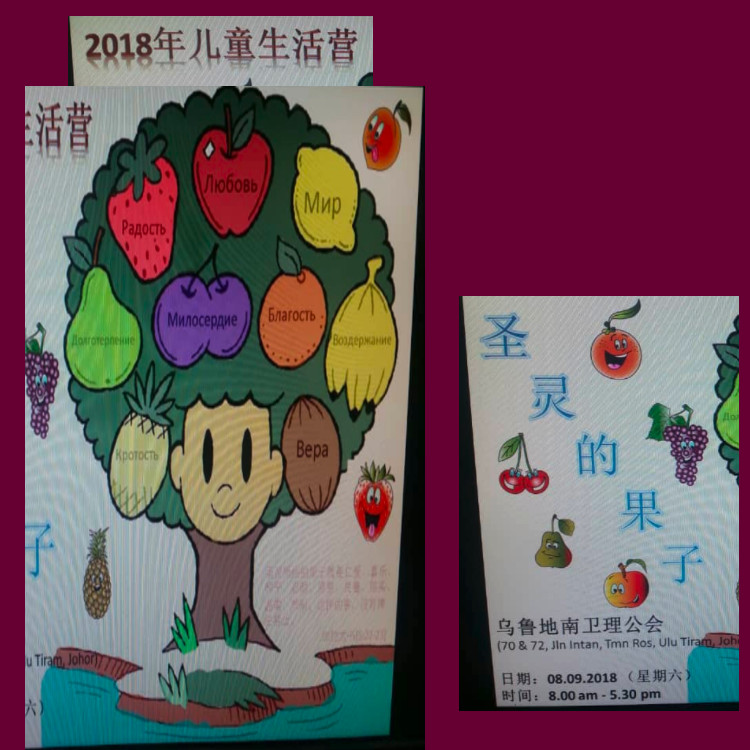 2018年儿童生活营
生活营
Любовь
Радость
Мир
Долготерпение
Милосердие
Благость
Воздержание
Кротость
Вера
子
u Tiram, Johor)
六）
圣
灵
的
果
子
乌鲁地南卫理公会
(70 & 72, Jln Intan, Tmn Ros, Ulu Tiram, Joho
日期：08.09.2018（星期六）
时间：8.00 am - 5.30 pm